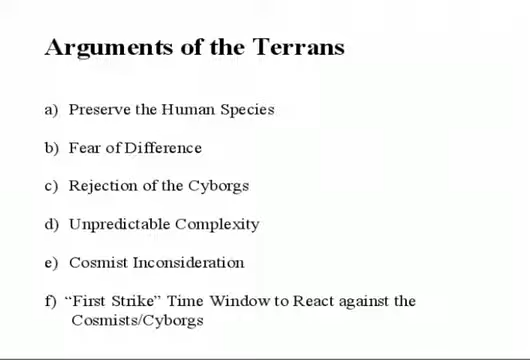 Arguments of the Terrans
a) Preserve the Human Species
b) Fear of Difference
c) Rejection of the Cyborgs
d) Unpredictable Complexity
e) Cosmist Inconsideration
f) “First Strike” Time Window to React against the
Cosmists/Cyborgs